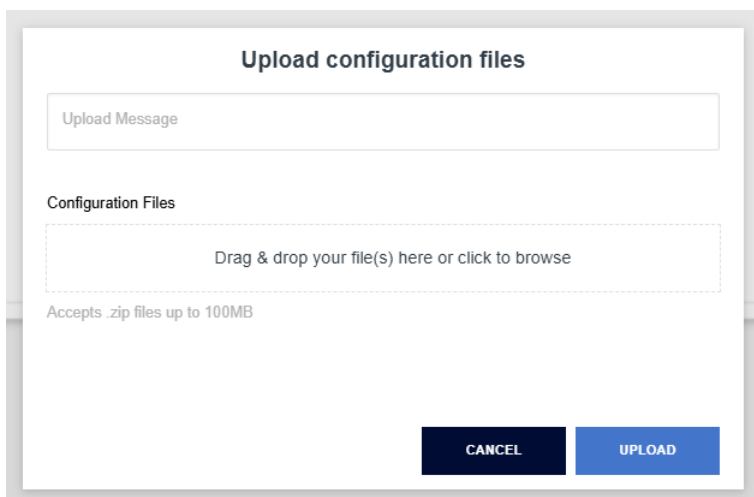 Upload configuration files
Upload Message
Configuration Files
Drag & drop your file(s) here or click to browse
Accepts .zip files up to 100MB
CANCEL
UPLOAD